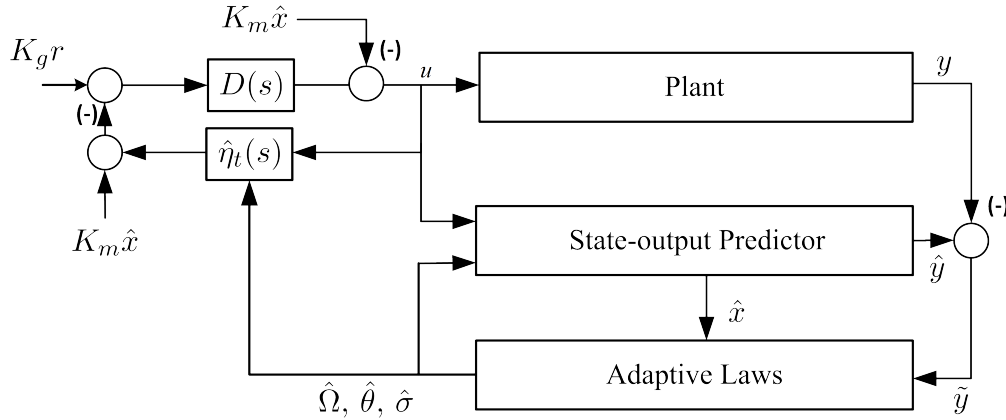 K_m x̂
(-)
K_g r
D(s)
u
Plant
y
(-)
η̂_t(s)
K_m x̂
State-output Predictor
(-)
ŷ
x̂
Adaptive Laws
ỹ
Ω̂, θ̂, σ̂